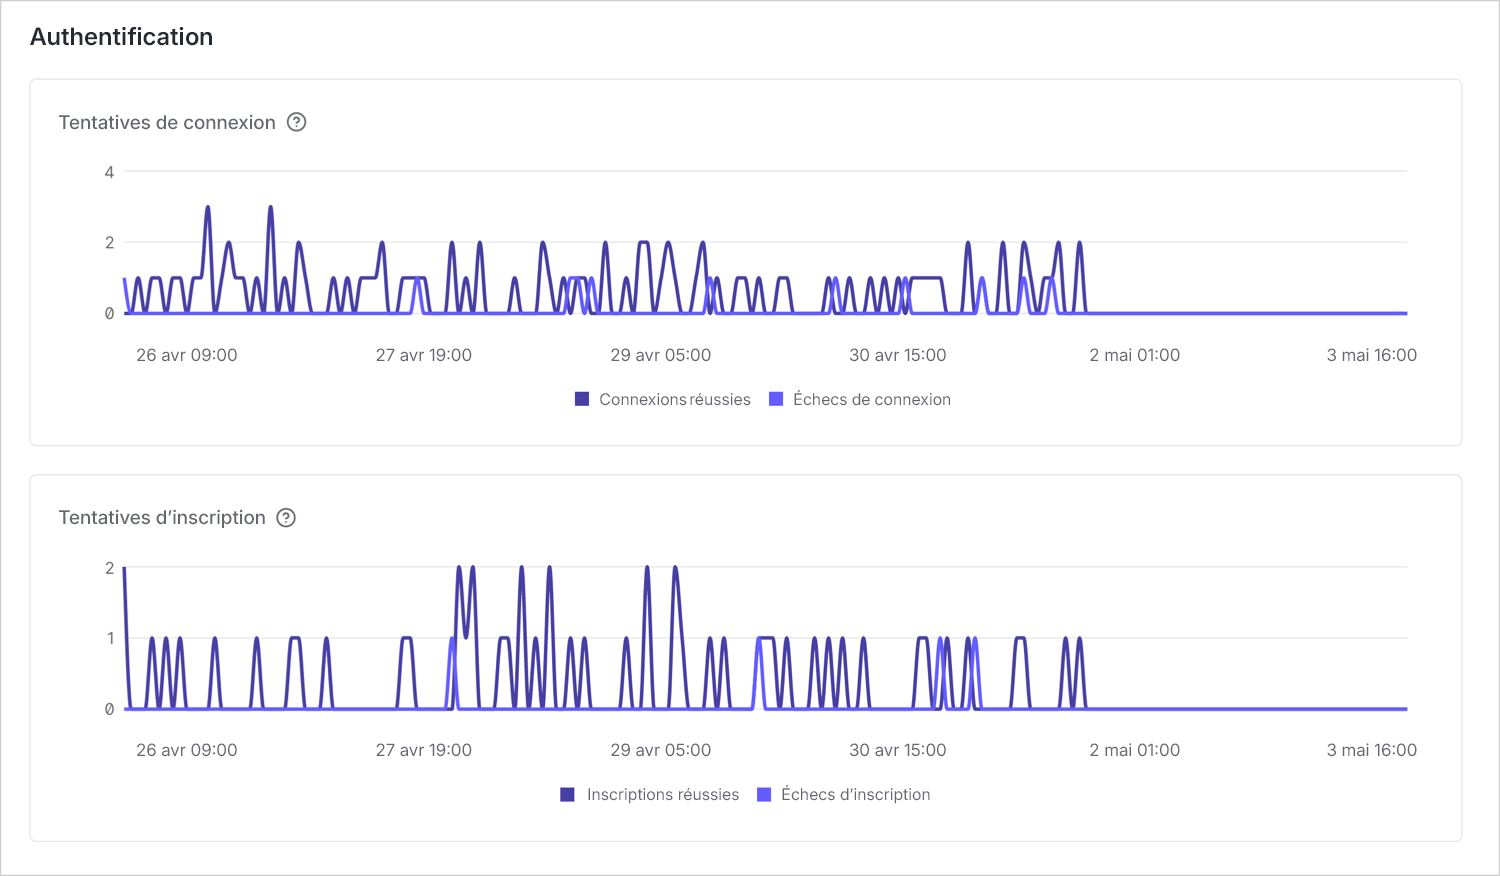 Authentification
Tentatives de connexion ?
4
2
0
26 avr 09:00 27 avr 19:00 29 avr 05:00 30 avr 15:00 2 mai 01:00 3 mai 16:00
Connexions réussies Échecs de connexion
Tentatives d’inscription ?
2
1
0
26 avr 09:00 27 avr 19:00 29 avr 05:00 30 avr 15:00 2 mai 01:00 3 mai 16:00
Inscriptions réussies Échecs d’inscription